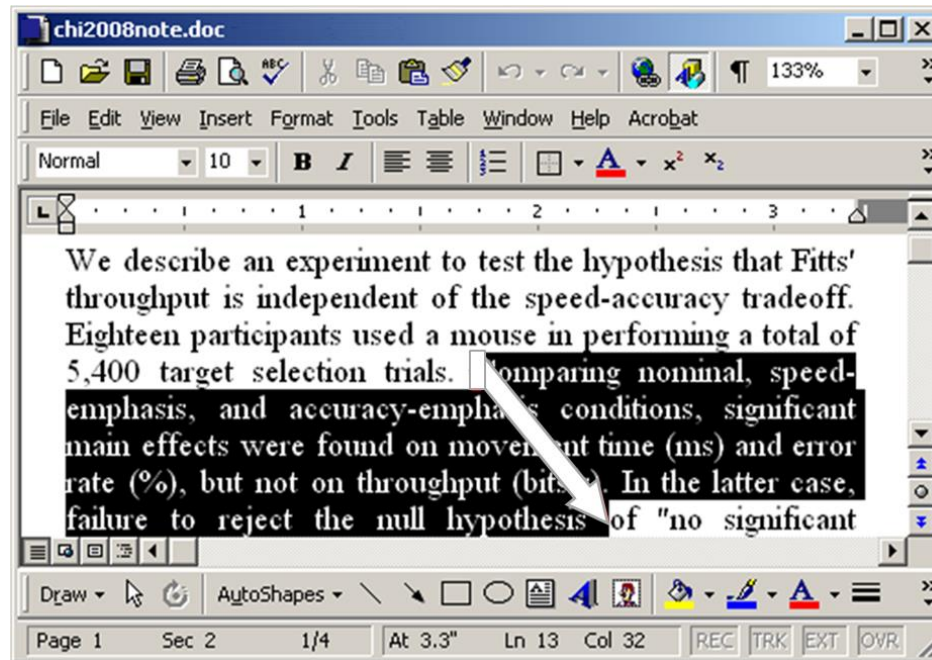 chi2008note.doc
ABC 133%
File Edit View Insert Format Tools Table Window Help Acrobat
Normal 10 B I A x² x₂
1 2 3
We describe an experiment to test the hypothesis that Fitts'
throughput is independent of the speed-accuracy tradeoff.
Eighteen participants used a mouse in performing a total of
5,400 target selection trials. Comparing nominal, speed-
emphasis, and accuracy-emphasis conditions, significant
main effects were found on movement time (ms) and error
rate (%), but not on throughput In the latter case,
failure to reject the null hypothesis of "no significant
Draw AutoShapes A A
Page 1 Sec 2 1/4 At 3.3" Ln 13 Col 32 REC TRK EXT OVR